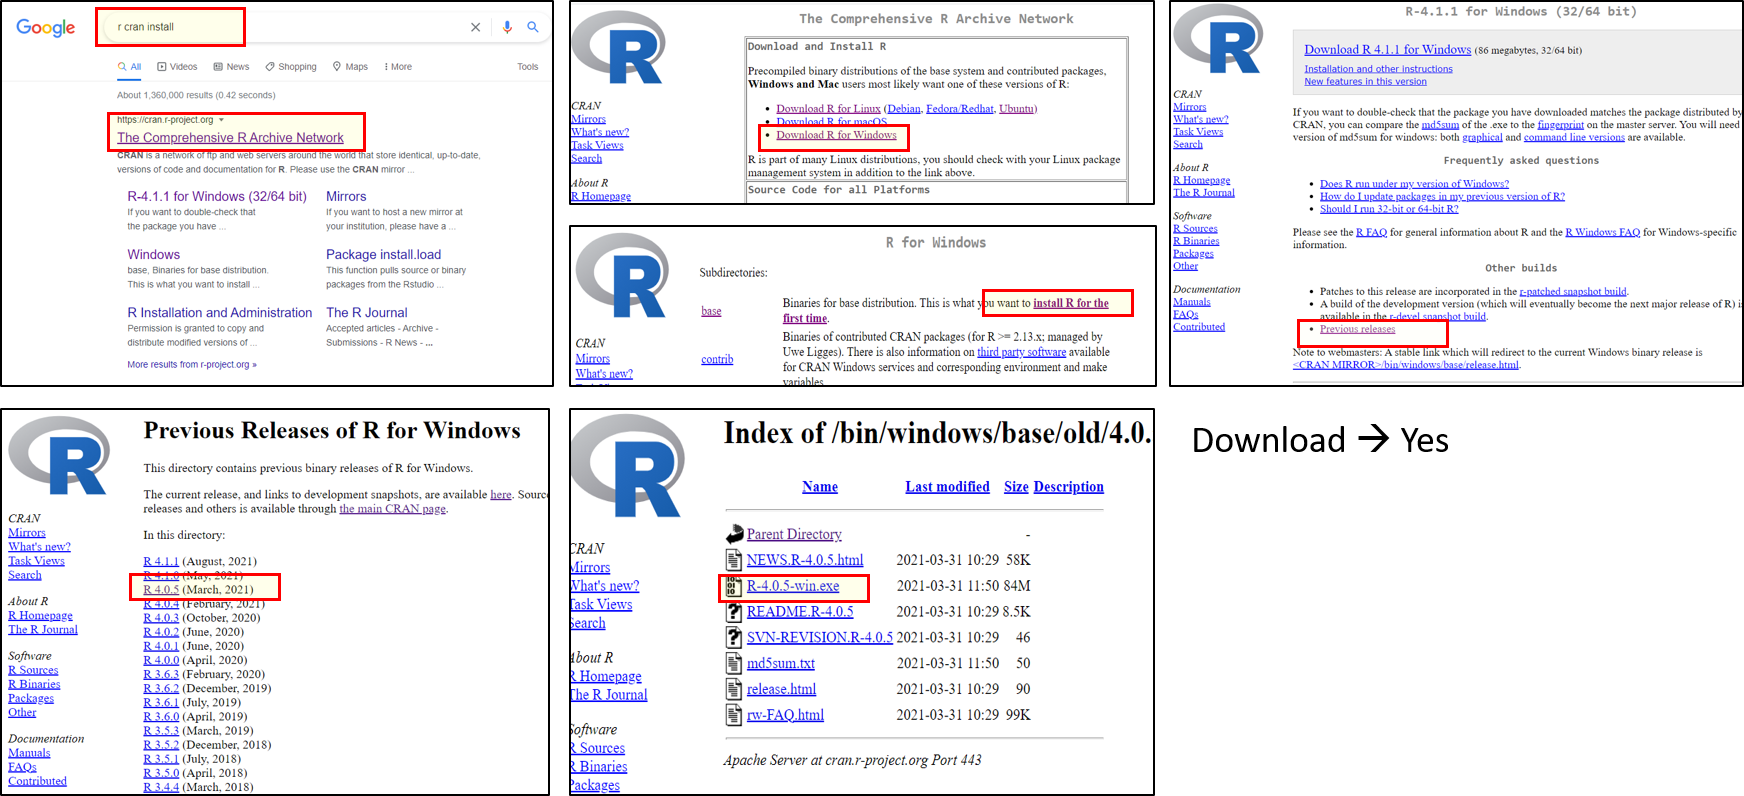 Google
r cran install
All
Videos
News
Shopping
Maps
More
Tools
About 1,360,000 results (0.42 seconds)
https://cran.r-project.org
The Comprehensive R Archive Network
CRAN is a network of ftp and web servers around the world that store identical, up-to-date,
versions of code and documentation for R. Please use the CRAN mirror ...
R-4.1.1 for Windows (32/64 bit)
If you want to double-check that
the package you have ...
Mirrors
If you want to host a new mirror at
your institution, please have a ...
Windows
base, Binaries for base distribution.
This is what you want to install ...
Package install.load
This function pulls source or binary
packages from the Rstudio ...
R Installation and Administration
Permission is granted to copy and
distribute modified versions of ...
The R Journal
Accepted articles - Archive -
Submissions - R News - ...
More results from r-project.org »
R
CRAN
Mirrors
What's new?
Task Views
Search
About R
R Homepage
The Comprehensive R Archive Network
Download and Install R
Precompiled binary distributions of the base system and contributed packages,
Windows and Mac users most likely want one of these versions of R:
• Download R for Linux (Debian, Fedora/Redhat, Ubuntu)
• Download R for macOS
• Download R for Windows
R is part of many Linux distributions, you should check with your Linux package
management system in addition to the link above.
Source Code for all Platforms
R
CRAN
Mirrors
What's new?
R for Windows
Subdirectories:
base
Binaries for base distribution. This is what you want to install R for the
first time.
contrib
Binaries of contributed CRAN packages (for R >= 2.13.x; managed by
Uwe Ligges). There is also information on third party software available
for CRAN Windows services and corresponding environment and make
variables.
R
CRAN
Mirrors
What's new?
Task Views
Search
About R
R Homepage
The R Journal
Software
R Sources
R Binaries
Packages
Other
Documentation
Manuals
FAQs
Contributed
R-4.1.1 for Windows (32/64 bit)
Download R 4.1.1 for Windows (86 megabytes, 32/64 bit)
Installation and other instructions
New features in this version
If you want to double-check that the package you have downloaded matches the package distributed by
CRAN, you can compare the md5sum of the .exe to the fingerprint on the master server. You will need
version of md5sum for windows: both graphical and command line versions are available.
Frequently asked questions
• Does R run under my version of Windows?
• How do I update packages in my previous version of R?
• Should I run 32-bit or 64-bit R?
Please see the R FAQ for general information about R and the R Windows FAQ for Windows-specific
information.
Other builds
• Patches to this release are incorporated in the r-patched snapshot build.
• A build of the development version (which will eventually become the next major release of R) i
available in the r-devel snapshot build.
• Previous releases
Note to webmasters: A stable link which will redirect to the current Windows binary release is
<CRAN MIRROR>/bin/windows/base/release.html.
R
CRAN
Mirrors
What's new?
Task Views
Search
About R
R Homepage
The R Journal
Software
R Sources
R Binaries
Packages
Other
Documentation
Manuals
FAQs
Contributed
Previous Releases of R for Windows
This directory contains previous binary releases of R for Windows.
The current release, and links to development snapshots, are available here. Sourc
releases and others is available through the main CRAN page.
In this directory:
R 4.1.1 (August, 2021)
R 4.1.0 (May, 2021)
R 4.0.5 (March, 2021)
R 4.0.4 (February, 2021)
R 4.0.3 (October, 2020)
R 4.0.2 (June, 2020)
R 4.0.1 (June, 2020)
R 4.0.0 (April, 2020)
R 3.6.3 (February, 2020)
R 3.6.2 (December, 2019)
R 3.6.1 (July, 2019)
R 3.6.0 (April, 2019)
R 3.5.3 (March, 2019)
R 3.5.2 (December, 2018)
R 3.5.1 (July, 2018)
R 3.5.0 (April, 2018)
R 3.4.4 (March, 2018)
R
CRAN
Mirrors
What's new?
Task Views
Search
About R
R Homepage
The R Journal
Software
R Sources
R Binaries
Packages
Index of /bin/windows/base/old/4.0.
Name Last modified Size Description
Parent Directory -
NEWS.R-4.0.5.html 2021-03-31 10:29 58K
R-4.0.5-win.exe 2021-03-31 11:50 84M
README.R-4.0.5 2021-03-31 10:29 8.5K
SVN-REVISION.R-4.0.5 2021-03-31 10:29 46
md5sum.txt 2021-03-31 11:50 50
release.html 2021-03-31 10:29 90
rw-FAQ.html 2021-03-31 10:29 99K
Apache Server at cran.r-project.org Port 443
Download → Yes